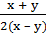 x + y
2(x – y)